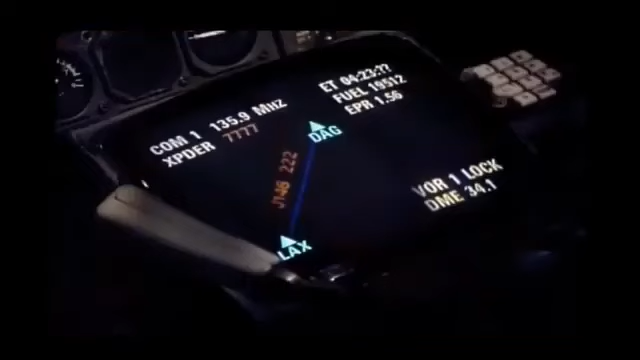 COM 1 135.9 MHz
XPDER 7777
ET 04:23:??
FUEL 19512
EPR 1.56
DAG
J146 222
LAX
VOR 1 LOCK
DME 34.1